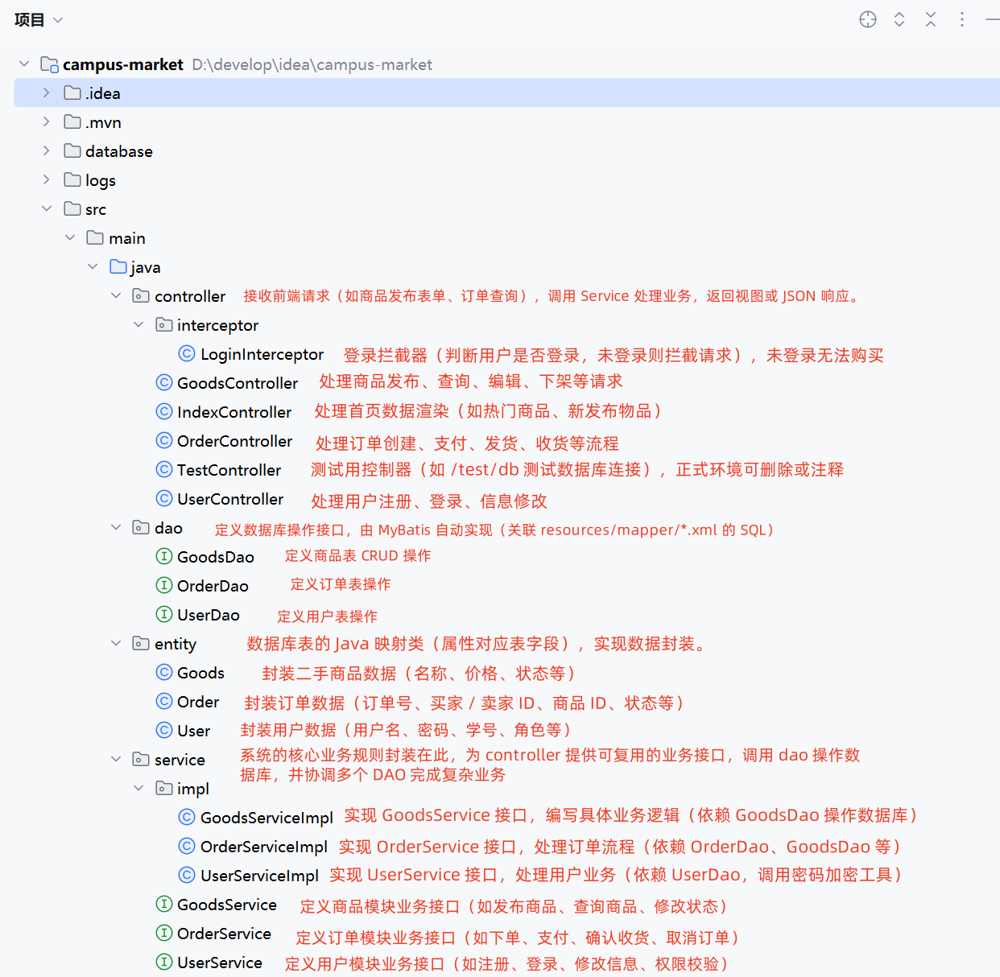 项目
campus-market D:\develop\idea\campus-market
.idea
.mvn
database
logs
src
main
java
controller 接收前端请求（如商品发布表单、订单查询），调用 Service 处理业务，返回视图或 JSON 响应。
interceptor
LoginInterceptor 登录拦截器（判断用户是否登录，未登录则拦截请求），未登录无法购买
GoodsController 处理商品发布、查询、编辑、下架等请求
IndexController 处理首页数据渲染（如热门商品、新发布物品）
OrderController 处理订单创建、支付、发货、收货等流程
TestController 测试用控制器（如 /test/db 测试数据库连接），正式环境可删除或注释
UserController 处理用户注册、登录、信息修改
dao 定义数据库操作接口，由 MyBatis 自动实现（关联 resources/mapper/*.xml 的 SQL）
GoodsDao 定义商品表 CRUD 操作
OrderDao 定义订单表操作
UserDao 定义用户表操作
entity 数据库表的 Java 映射类（属性对应表字段），实现数据封装。
Goods 封装二手商品数据（名称、价格、状态等）
Order 封装订单数据（订单号、买家 / 卖家 ID、商品 ID、状态等）
User 封装用户数据（用户名、密码、学号、角色等）
service 系统的核心业务规则封装在此，为 controller 提供可复用的业务接口，调用 dao 操作数
据库，并协调多个 DAO 完成复杂业务
impl
GoodsServiceImpl 实现 GoodsService 接口，编写具体业务逻辑（依赖 GoodsDao 操作数据库）
OrderServiceImpl 实现 OrderService 接口，处理订单流程（依赖 OrderDao、GoodsDao 等）
UserServiceImpl 实现 UserService 接口，处理用户业务（依赖 UserDao，调用密码加密工具）
GoodsService 定义商品模块业务接口（如发布商品、查询商品、修改状态）
OrderService 定义订单模块业务接口（如下单、支付、确认收货、取消订单）
UserService 定义用户模块业务接口（如注册、登录、修改信息、权限校验）